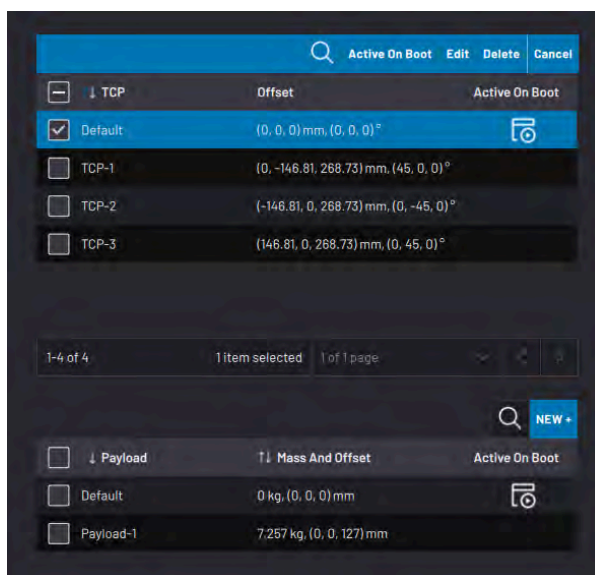 Active On Boot Edit Delete Cancel
↓ TCP Offset Active On Boot
Default (0, 0, 0) mm, (0, 0, 0)°
TCP-1 (0, -146.81, 268.73) mm, (45, 0, 0)°
TCP-2 (-146.81, 0, 268.73) mm, (0, -45, 0)°
TCP-3 (146.81, 0, 268.73) mm, (0, 45, 0)°
1-4 of 4 1 item selected 1 of 1 page
NEW +
↓ Payload ↑↓ Mass And Offset Active On Boot
Default 0 kg, (0, 0, 0) mm
Payload-1 7.257 kg, (0, 0, 127) mm